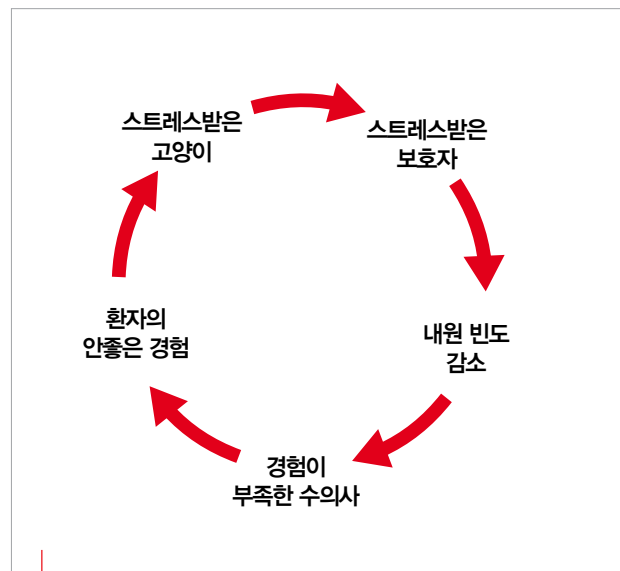 스트레스받은
고양이
스트레스받은
보호자
내원 빈도
감소
경험이
부족한 수의사
환자의
안좋은 경험